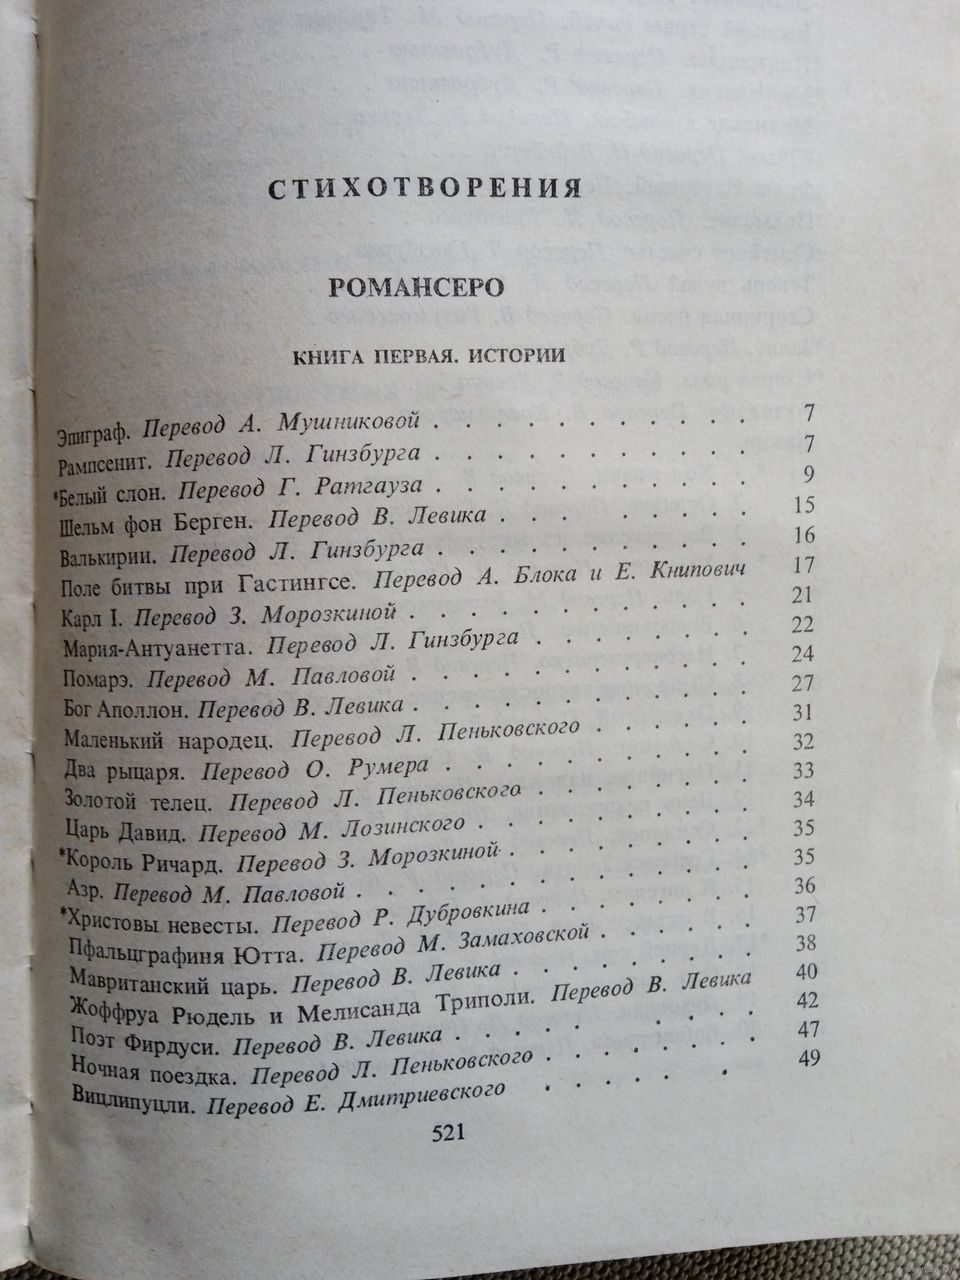 СТИХОТВОРЕНИЯ
РОМАНСЕРО
КНИГА ПЕРВАЯ. ИСТОРИИ
Эпиграф. Перевод А. Мушниковой . . . . . . . . . . . 7
Рампсенит. Перевод Л. Гинзбурга . . . . . . . . . . . 7
*Белый слон. Перевод Г. Ратгауза . . . . . . . . . . . 9
Шельм фон Берген. Перевод В. Левика . . . . . . . . 15
Валькирии. Перевод Л. Гинзбурга . . . . . . . . . . . 16
Поле битвы при Гастингсе. Перевод А. Блока и Е. Книпович 17
Карл I. Перевод З. Морозкиной . . . . . . . . . . . . 21
Мария-Антуанетта. Перевод Л. Гинзбурга . . . . . . . . 22
Помарэ. Перевод М. Павловой . . . . . . . . . . . . 24
Бог Аполлон. Перевод В. Левика . . . . . . . . . . . . 27
Маленький народец. Перевод Л. Пеньковского . . . . . . 31
Два рыцаря. Перевод О. Румера . . . . . . . . . . . 32
Золотой телец. Перевод Л. Пеньковского . . . . . . . . 33
Царь Давид. Перевод М. Лозинского . . . . . . . . . . 34
*Король Ричард. Перевод З. Морозкиной . . . . . . . . . 35
Азр. Перевод М. Павловой . . . . . . . . . . . . . . 35
*Христовы невесты. Перевод Р. Дубровкина . . . . . . . . 36
Пфальцграфиня Ютта. Перевод М. Замаховской . . . . . . 37
Мавританский царь. Перевод В. Левика . . . . . . . . . 38
Жоффруа Рюдель и Мелисанда Триполи. Перевод В. Левика 40
Поэт Фирдуси. Перевод В. Левика . . . . . . . . . 42
Ночная поездка. Перевод Л. Пеньковского . . . . . . . . 47
Вицлипуцли. Перевод Е. Дмитриевского . . . . . . 49
521